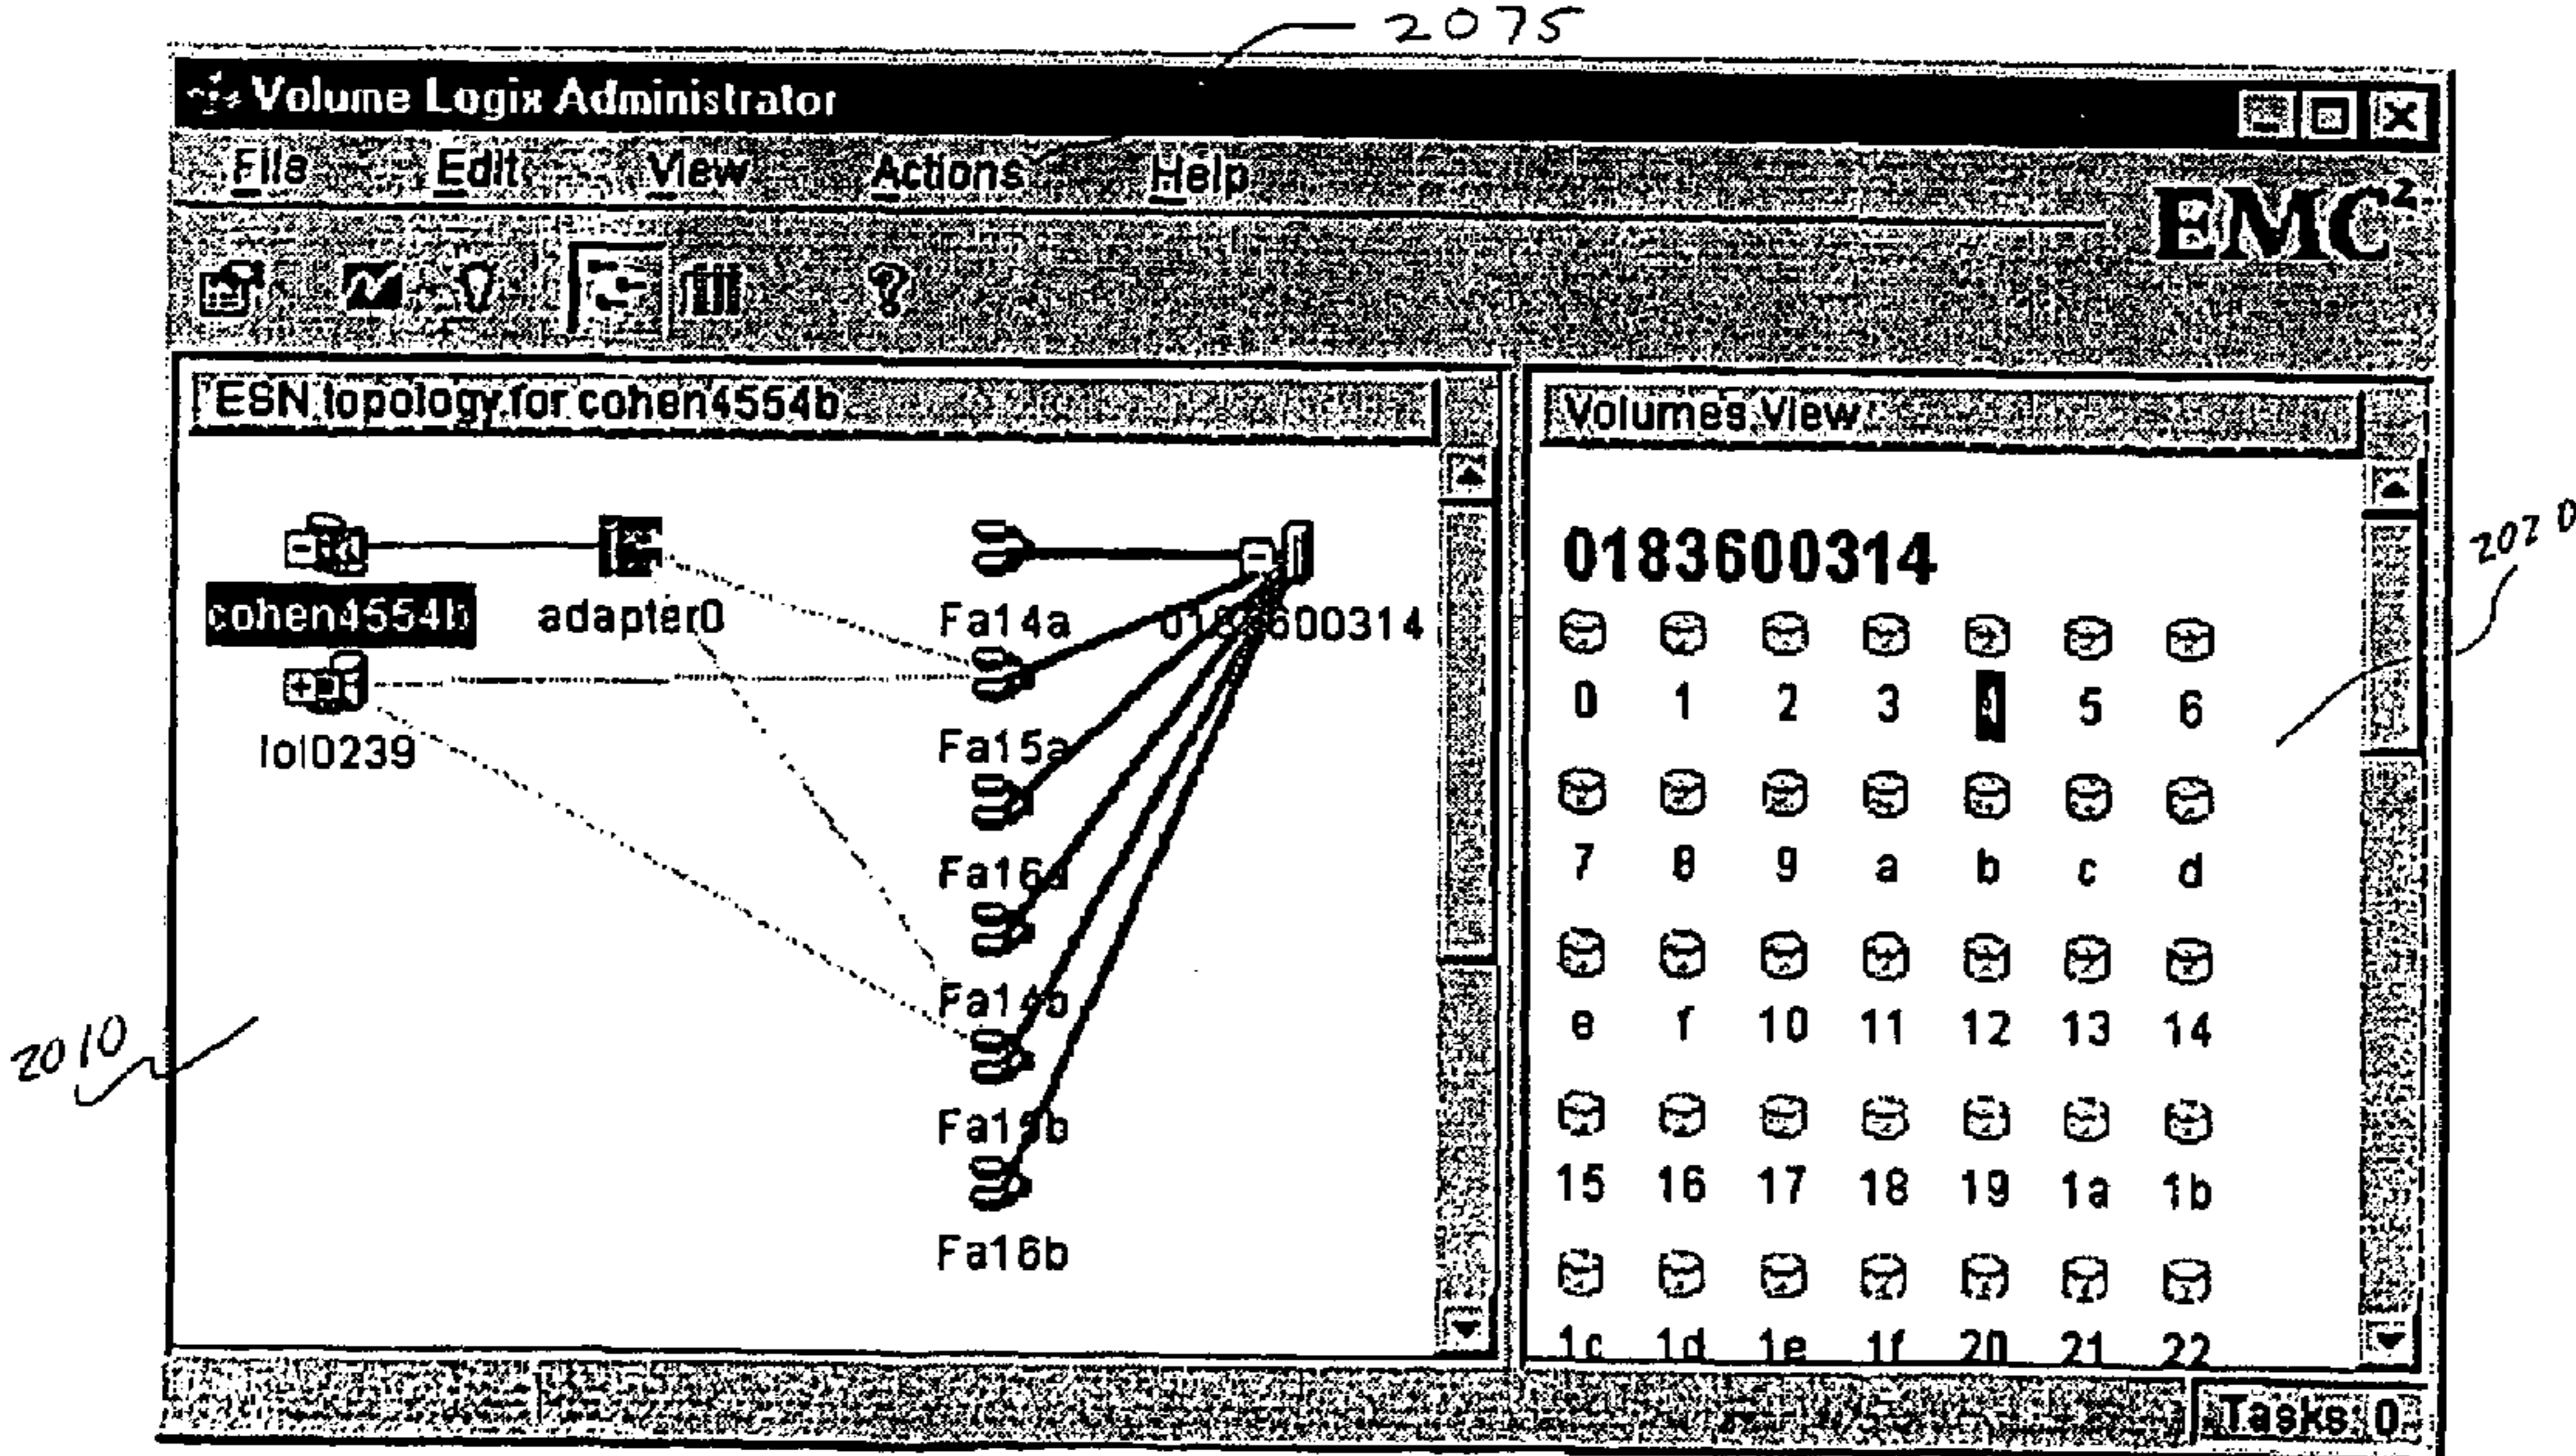 2075
Volume Logix Administrator
File Edit View Actions Help
EMC²
ESN topology for cohen4554b
Volumes View
2020
0183600314
cohen4554b adapter0 Fa14a 0183600314
0 1 2 3 4 5 6
lol0239 Fa15a
7 8 9 a b c d
Fa16a
e f 10 11 12 13 14
Fa14b
2010
Fa15b
15 16 17 18 19 1a 1b
Fa16b
1c 1d 1e 1f 20 21 22
Tasks: 0